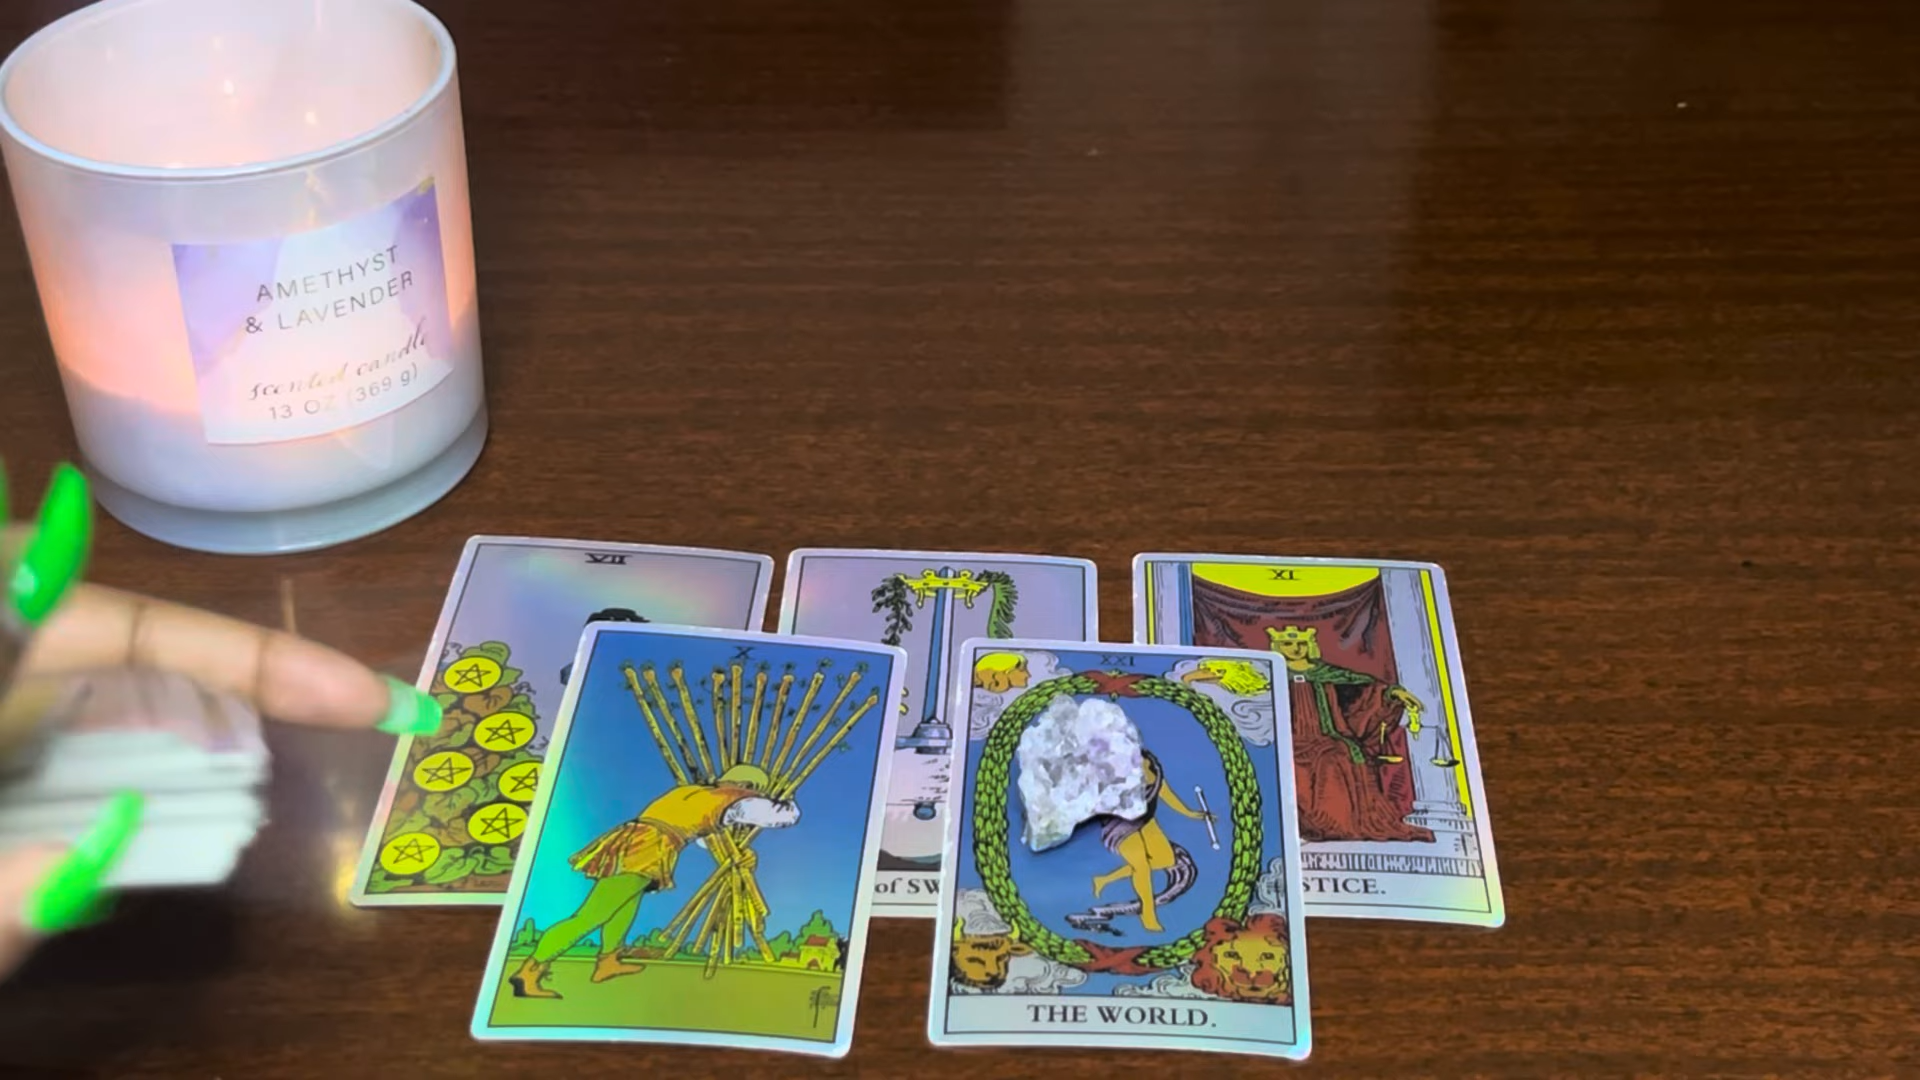 AMETHYST
& LAVENDER
scented candle
13 OZ (369 g)
VII
XI
X
XXI
of SW
STICE.
THE WORLD.